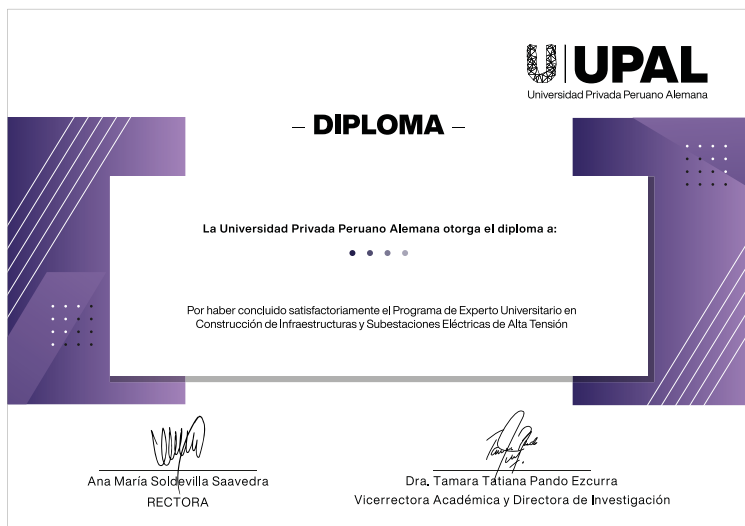 UPAL
Universidad Privada Peruano Alemana
– DIPLOMA –
La Universidad Privada Peruano Alemana otorga el diploma a:
Por haber concluido satisfactoriamente el Programa de Experto Universitario en
Construcción de Infraestructuras y Subestaciones Eléctricas de Alta Tensión
Ana María Soldevilla Saavedra
RECTORA
Dra. Tamara Tatiana Pando Ezcurra
Vicerrectora Académica y Directora de Investigación